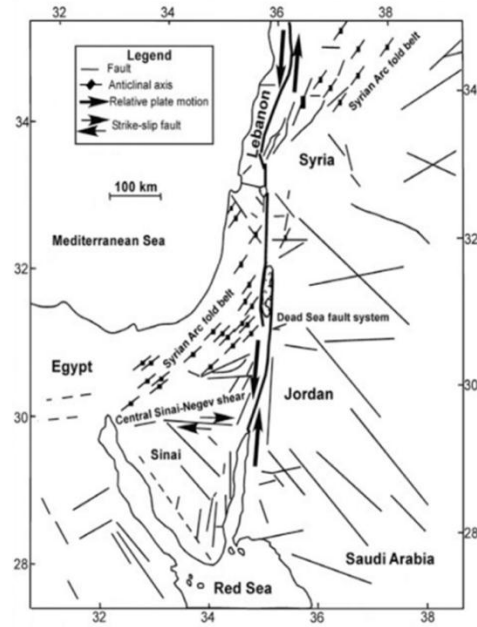 32
34
36
38
Legend
Fault
Anticlinal axis
Relative plate motion
Strike-slip fault
Syrian Arc fold belt
Lebanon
34
34
Syria
100 km
Mediterranean Sea
32
32
Syrian Arc fold belt
Dead Sea fault system
Egypt
Jordan
30
30
Central Sinai-Negev shear
Sinai
28
28
Saudi Arabia
Red Sea
32
34
36
38